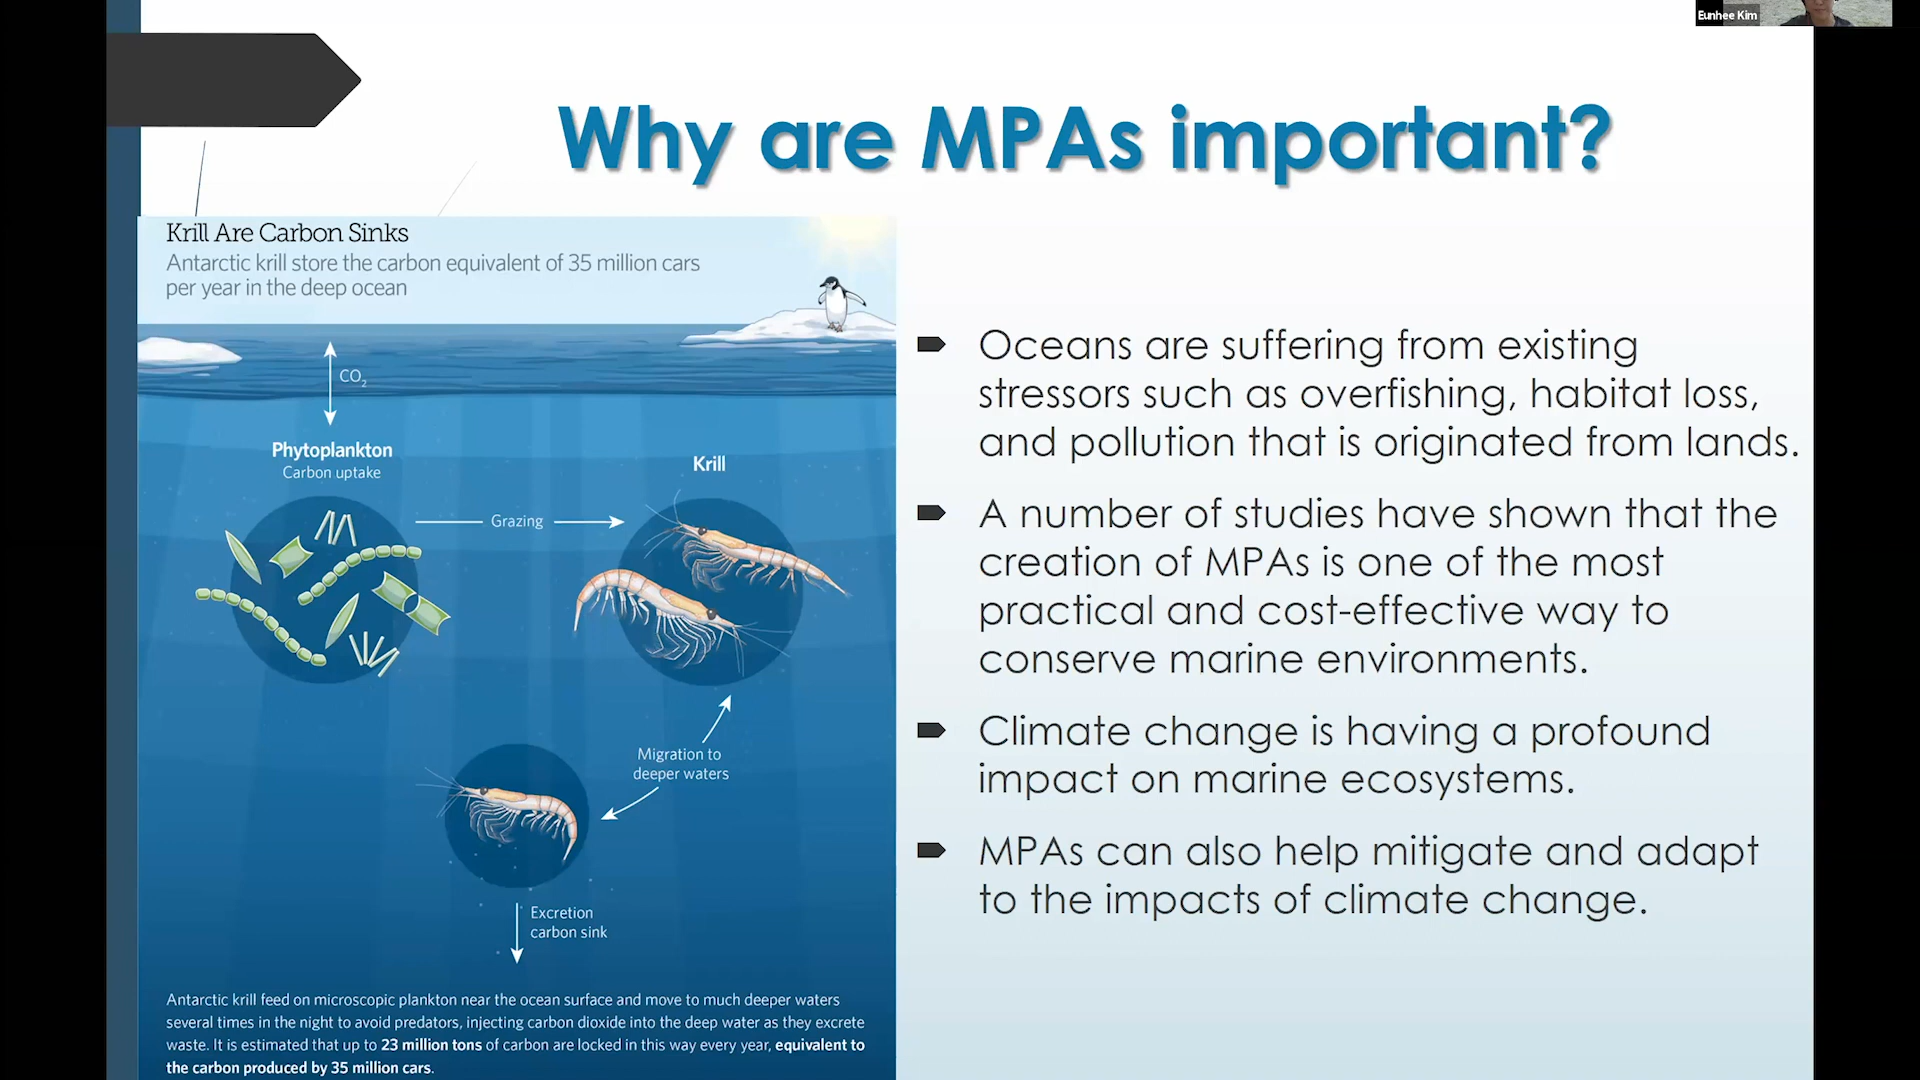 Eunhee Kim
Why are MPAs important?
Krill Are Carbon Sinks
Antarctic krill store the carbon equivalent of 35 million cars
per year in the deep ocean
CO₂
Phytoplankton
Carbon uptake
Grazing
Krill
Migration to
deeper waters
Excretion
carbon sink
Antarctic krill feed on microscopic plankton near the ocean surface and move to much deeper waters
several times in the night to avoid predators, injecting carbon dioxide into the deep water as they excrete
waste. It is estimated that up to 23 million tons of carbon are locked in this way every year, equivalent to
the carbon produced by 35 million cars.
Oceans are suffering from existing
stressors such as overfishing, habitat loss,
and pollution that is originated from lands.
A number of studies have shown that the
creation of MPAs is one of the most
practical and cost-effective way to
conserve marine environments.
Climate change is having a profound
impact on marine ecosystems.
MPAs can also help mitigate and adapt
to the impacts of climate change.